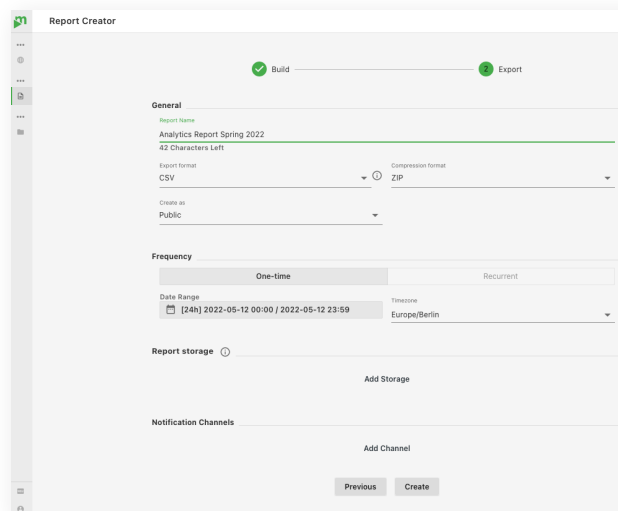 Report Creator
Build
2 Export
General
Report Name
Analytics Report Spring 2022
42 Characters Left
Export format
Compression format
CSV
ZIP
Create as
Public
Frequency
One-time
Recurrent
Date Range
Timezone
[24h] 2022-05-12 00:00 / 2022-05-12 23:59
Europe/Berlin
Report storage
Add Storage
Notification Channels
Add Channel
Previous
Create